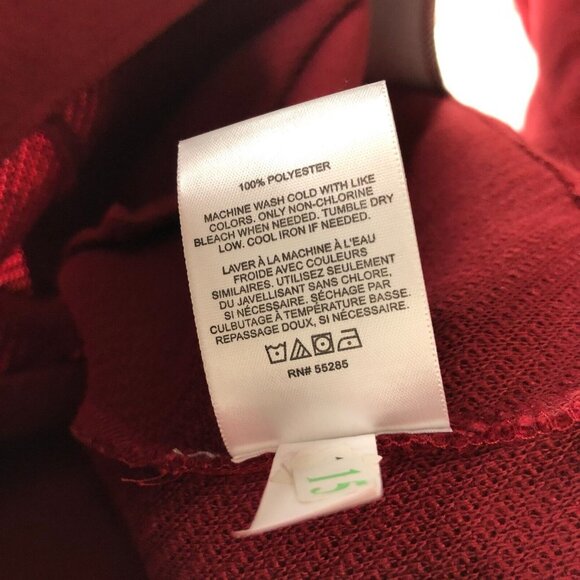 100% POLYESTER
MACHINE WASH COLD WITH LIKE
COLORS. ONLY NON-CHLORINE
BLEACH WHEN NEEDED. TUMBLE DRY
LOW. COOL IRON IF NEEDED.
LAVER À LA MACHINE À L'EAU
FROIDE AVEC COULEURS
SIMILAIRES. UTILISEZ SEULEMENT
DU JAVELLISANT SANS CHLORE,
SI NÉCESSAIRE. SÉCHAGE PAR
CULBUTAGE À TEMPÉRATURE BASSE.
REPASSAGE DOUX, SI NÉCESSAIRE.
RN# 55285
15